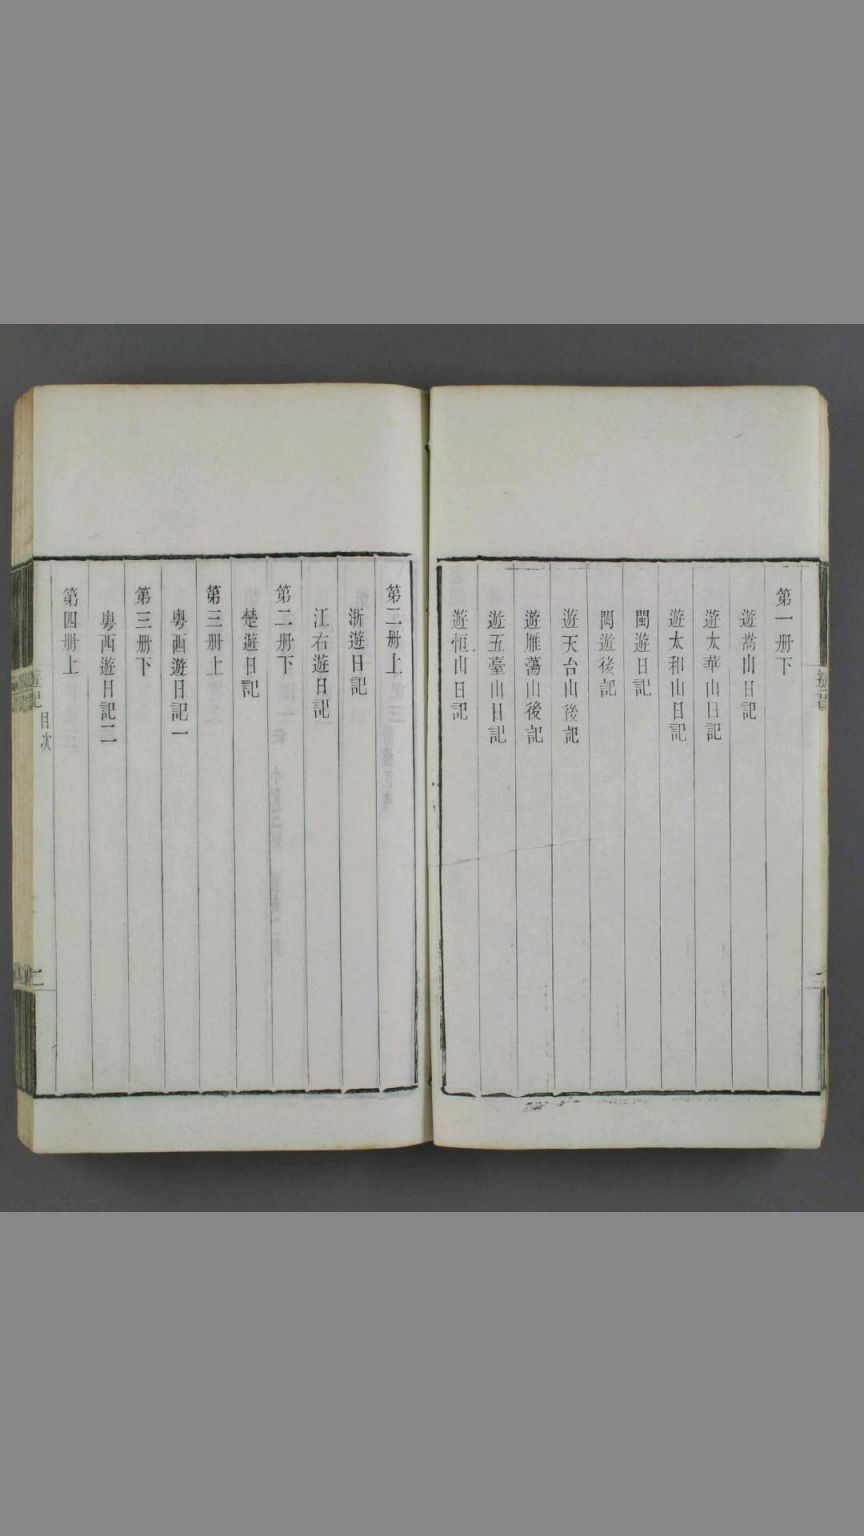 第一册下
遊嵩山日記
遊太華山日記
遊太和山日記
閩遊日記
閩遊後記
遊天台山後記
遊雁蕩山後記
遊五臺山日記
遊恒山日記
第二册上
浙遊日記
江右遊日記
第二册下
楚遊日記
第三册上
粵西遊日記一
第三册下
粵西遊日記二
第四册上
遊記
目次
二